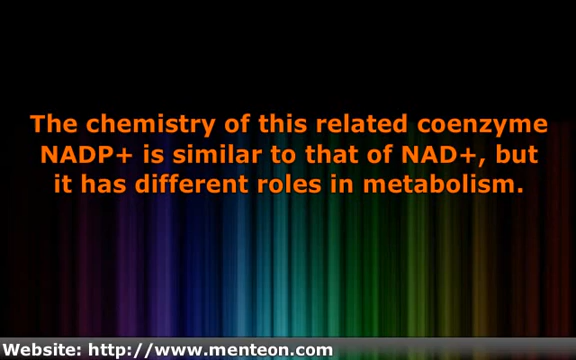 The chemistry of this related coenzyme
NADP+ is similar to that of NAD+, but
it has different roles in metabolism.
Website: http://www.menteon.com